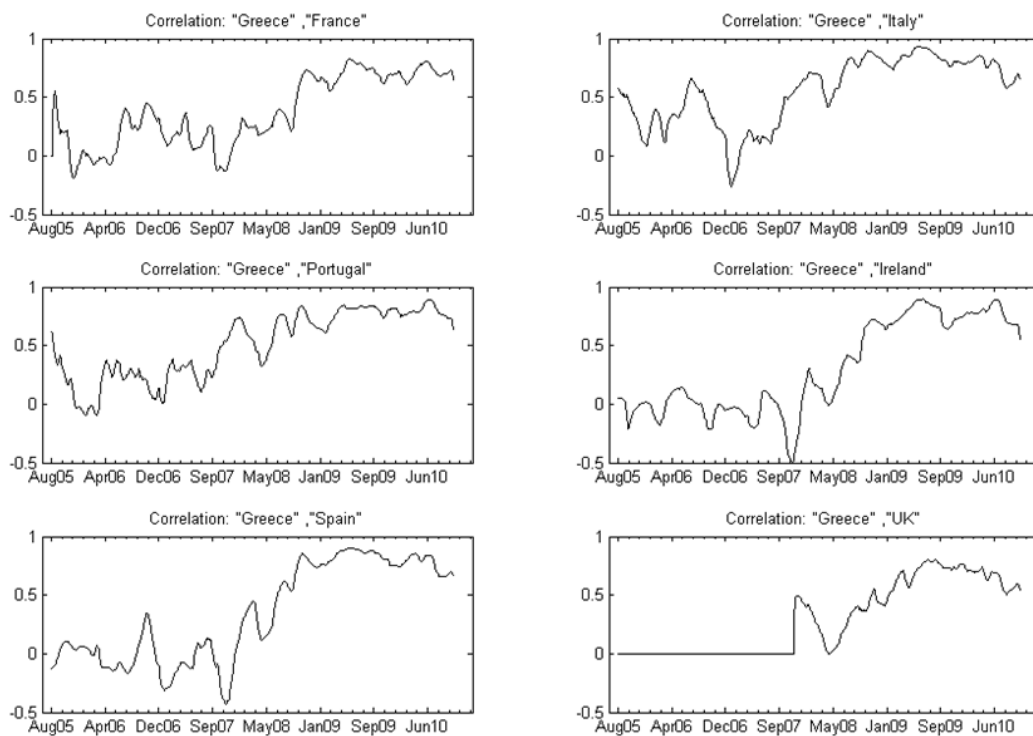 Correlation: "Greece" ,"France"
1
0.5
0
-0.5
Aug05 Apr06 Dec06 Sep07 May08 Jan09 Sep09 Jun10
Correlation: "Greece" ,"Italy"
1
0.5
0
-0.5
Aug05 Apr06 Dec06 Sep07 May08 Jan09 Sep09 Jun10
Correlation: "Greece" ,"Portugal"
1
0.5
0
-0.5
Aug05 Apr06 Dec06 Sep07 May08 Jan09 Sep09 Jun10
Correlation: "Greece" ,"Ireland"
1
0.5
0
-0.5
Aug05 Apr06 Dec06 Sep07 May08 Jan09 Sep09 Jun10
Correlation: "Greece" ,"Spain"
1
0.5
0
-0.5
Aug05 Apr06 Dec06 Sep07 May08 Jan09 Sep09 Jun10
Correlation: "Greece" ,"UK"
1
0.5
0
-0.5
Aug05 Apr06 Dec06 Sep07 May08 Jan09 Sep09 Jun10